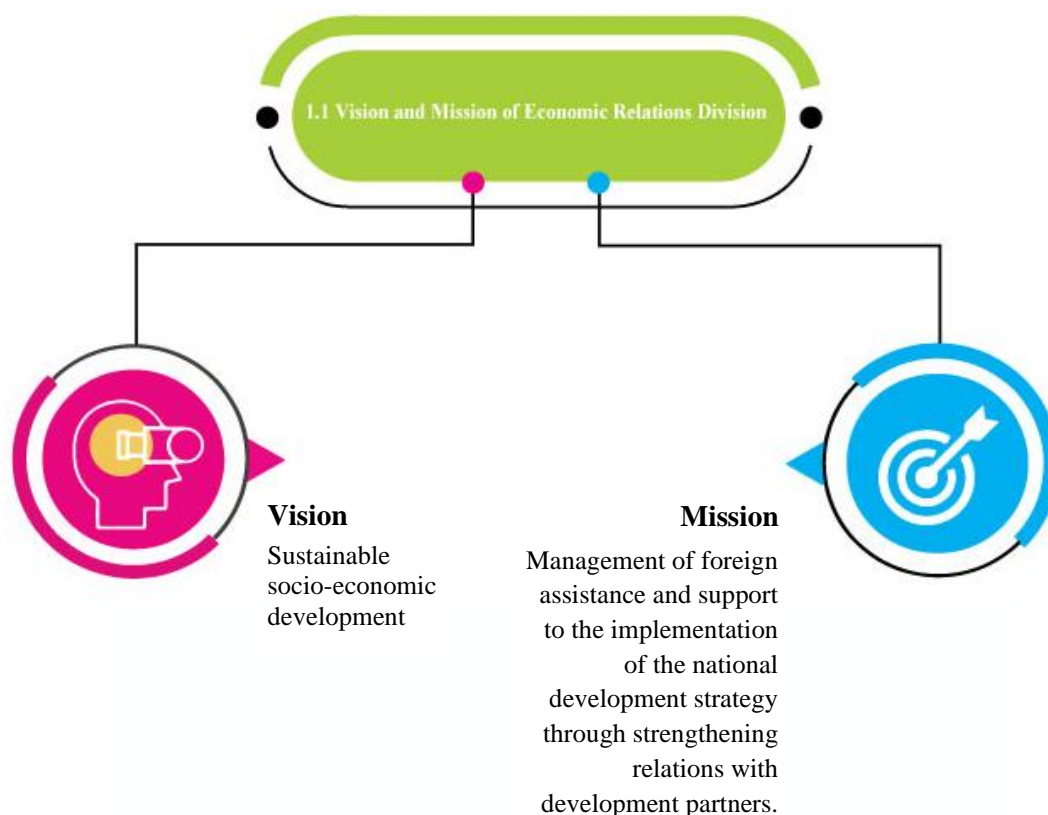 1.1 Vision and Mission of Economic Relations Division
Vision
Sustainable
socio-economic
development
Mission
Management of foreign
assistance and support
to the implementation
of the national
development strategy
through strengthening
relations with
development partners.